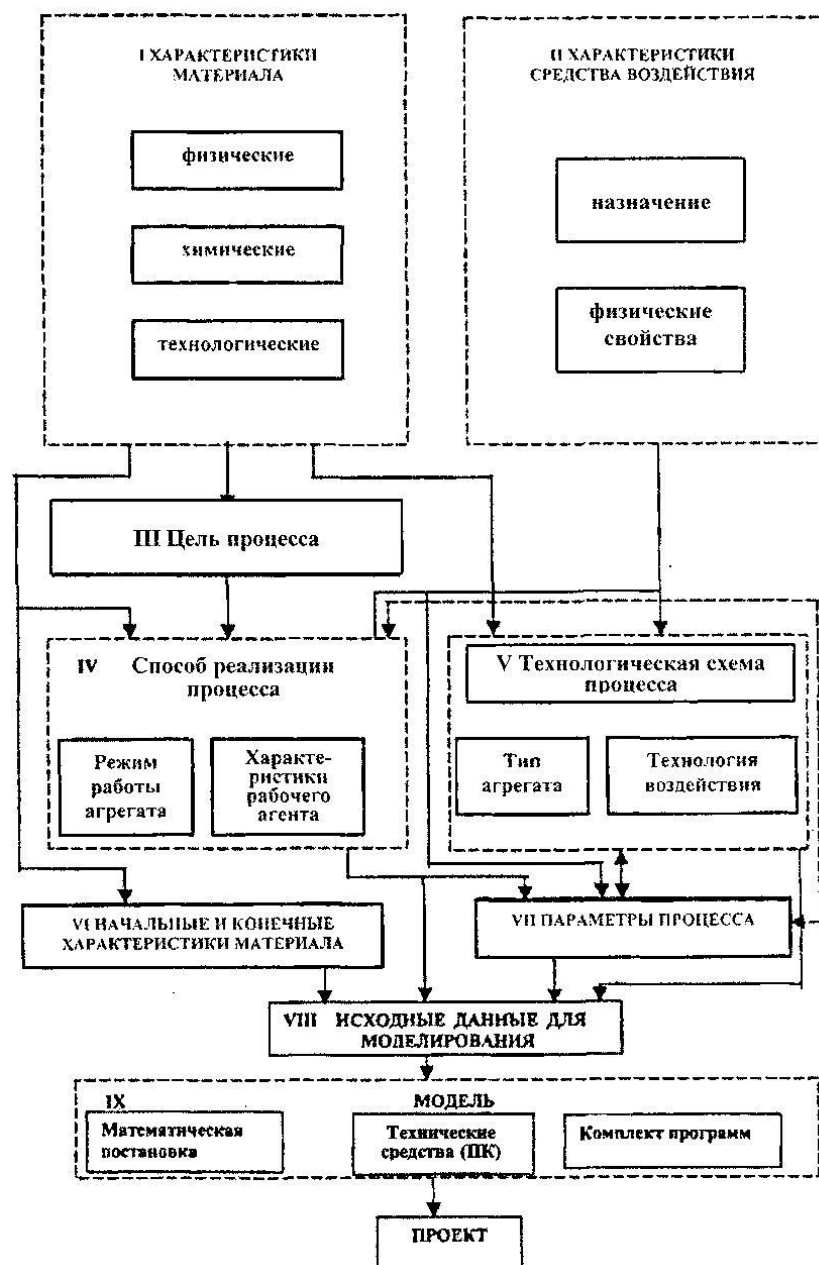 I ХАРАКТЕРИСТИКИ
МАТЕРИАЛА
физические
химические
технологические
II ХАРАКТЕРИСТИКИ
СРЕДСТВА ВОЗДЕЙСТВИЯ
назначение
физические
свойства
III Цель процесса
IV Способ реализации
процесса
Режим
работы
агрегата
Характе-
ристики
рабочего
агента
V Технологическая схема
процесса
Тип
агрегата
Технология
воздействия
VI НАЧАЛЬНЫЕ И КОНЕЧНЫЕ
ХАРАКТЕРИСТИКИ МАТЕРИАЛА
VII ПАРАМЕТРЫ ПРОЦЕССА
VIII ИСХОДНЫЕ ДАННЫЕ ДЛЯ
МОДЕЛИРОВАНИЯ
IX МОДЕЛЬ
Математическая
постановка
Технические
средства (ПК)
Комплект программ
ПРОЕКТ